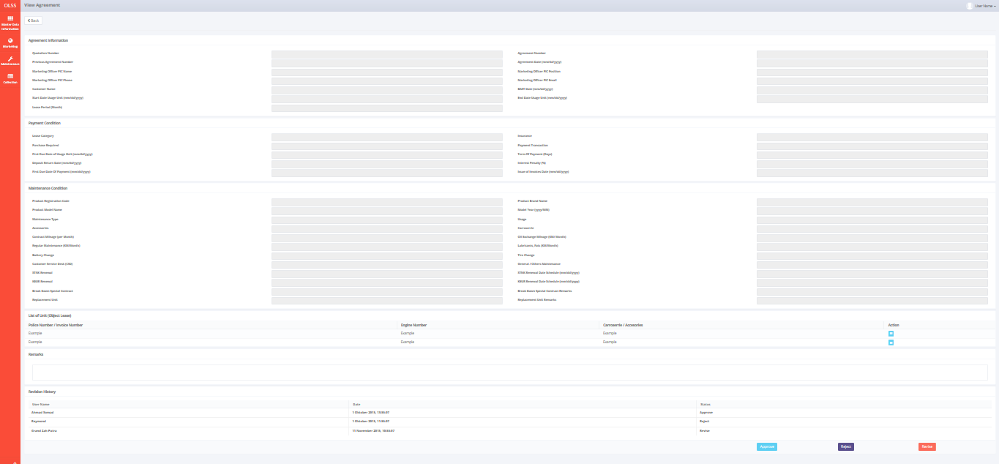 OLSS View Agreement User Name
Back
Master Data Information
Marketing
Maintenance
Collection
Agreement Information
Quotation Number Agreement Number
Previous Agreement Number Agreement Date (mm/dd/yyyy)
Marketing Officer PIC Name Marketing Officer PIC Position
Marketing Officer PIC Phone Marketing Officer PIC Email
Customer Name BAST Date (mm/dd/yyyy)
Start Date Usage Unit (mm/dd/yyyy) End Date Usage Unit (mm/dd/yyyy)
Lease Period (Month)
Payment Condition
Lease Category Insurance
Purchase Required Payment Transaction
First Due Date of Usage Unit (mm/dd/yyyy) Term Of Payment (Days)
Deposit Return Date (mm/dd/yyyy) Interest Penalty (%)
First Due Date Of Payment (mm/dd/yyyy) Issue of Invoices Date (mm/dd/yyyy)
Maintenance Condition
Product Registration Code Product Brand Name
Product Model Name Model Year (yyyy/MM)
Maintenance Type Usage
Accessories Carrosserie
Contract Mileage (per Month) Oil Exchange Mileage (KM/ Month)
Regular Maintenance (KM/Month) Lubricants, Fats (KM/Month)
Battery Change Tire Change
Customer Service Desk (CSD) General / Others Maintenance
STNK Renewal STNK Renewal Date Schedule (mm/dd/yyyy)
KEUR Renewal KEUR Renewal Date Schedule (mm/dd/yyyy)
Break Down Special Contract Break Down Special Contract Remarks
Replacement Unit Replacement Unit Remarks
List of Unit (Object Lease)
Police Number / Invoice Number Engine Number Carrosserrie / Accesories Action
Example Example Example
Example Example Example
Remarks
Revision History
User Name Date Status
Ahmad Somad 1 Oktober 2015, 10:56:07 Approve
Raymond 1 Oktober 2015, 11:56:07 Reject
Errand Zah Putra 11 November 2015, 10:56:07 Revise
Approve Reject Revise